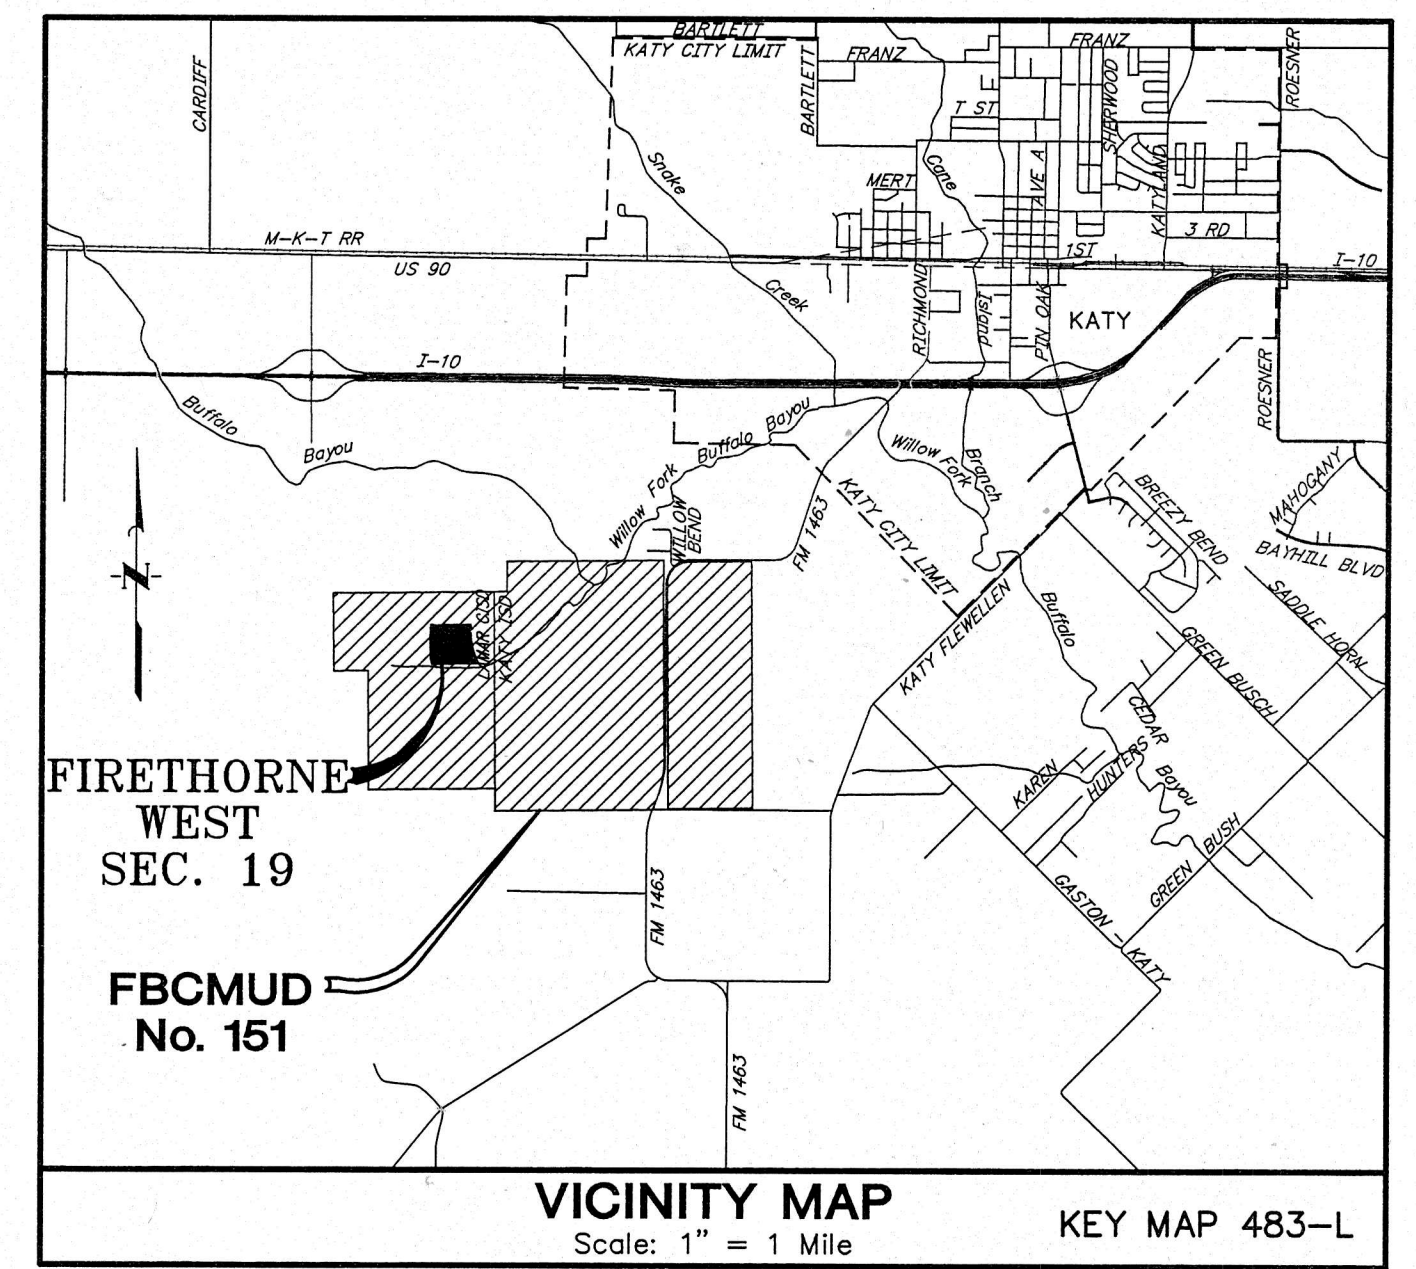 BARTLETT
KATY CITY LIMIT
FRANZ
FRANZ
CARDIFF
BARTLETT
SHERWOOD
ROESNER
T ST
Snake
Cane
AVE A
KATYLAND
MERT
3 RD
M-K-T RR
1ST
US 90
I-10
Creek
RICHMOND
Island
PIN OAK
KATY
I-10
ROESNER
Buffalo
Bayou
Willow Fork
Buffalo
Bayou
Willow Fork
Branch
WILLOW
BEND
FM 1463
KATY CITY LIMIT
BREEZY BEND
MAHOGANY
BAYHILL BLVD
N
LAMAR CISD
KATY ISD
KATY FLEWELLEN
Buffalo
SADDLE HORN
GREEN BUSCH
CEDAR
KAREN
HUNTERS
Bayou
FIRETHORNE
WEST
SEC. 19
GREEN BUSH
FM 1463
GASTON - KATY
FBCMUD
No. 151
FM 1463
VICINITY MAP
Scale: 1" = 1 Mile
KEY MAP 483-L